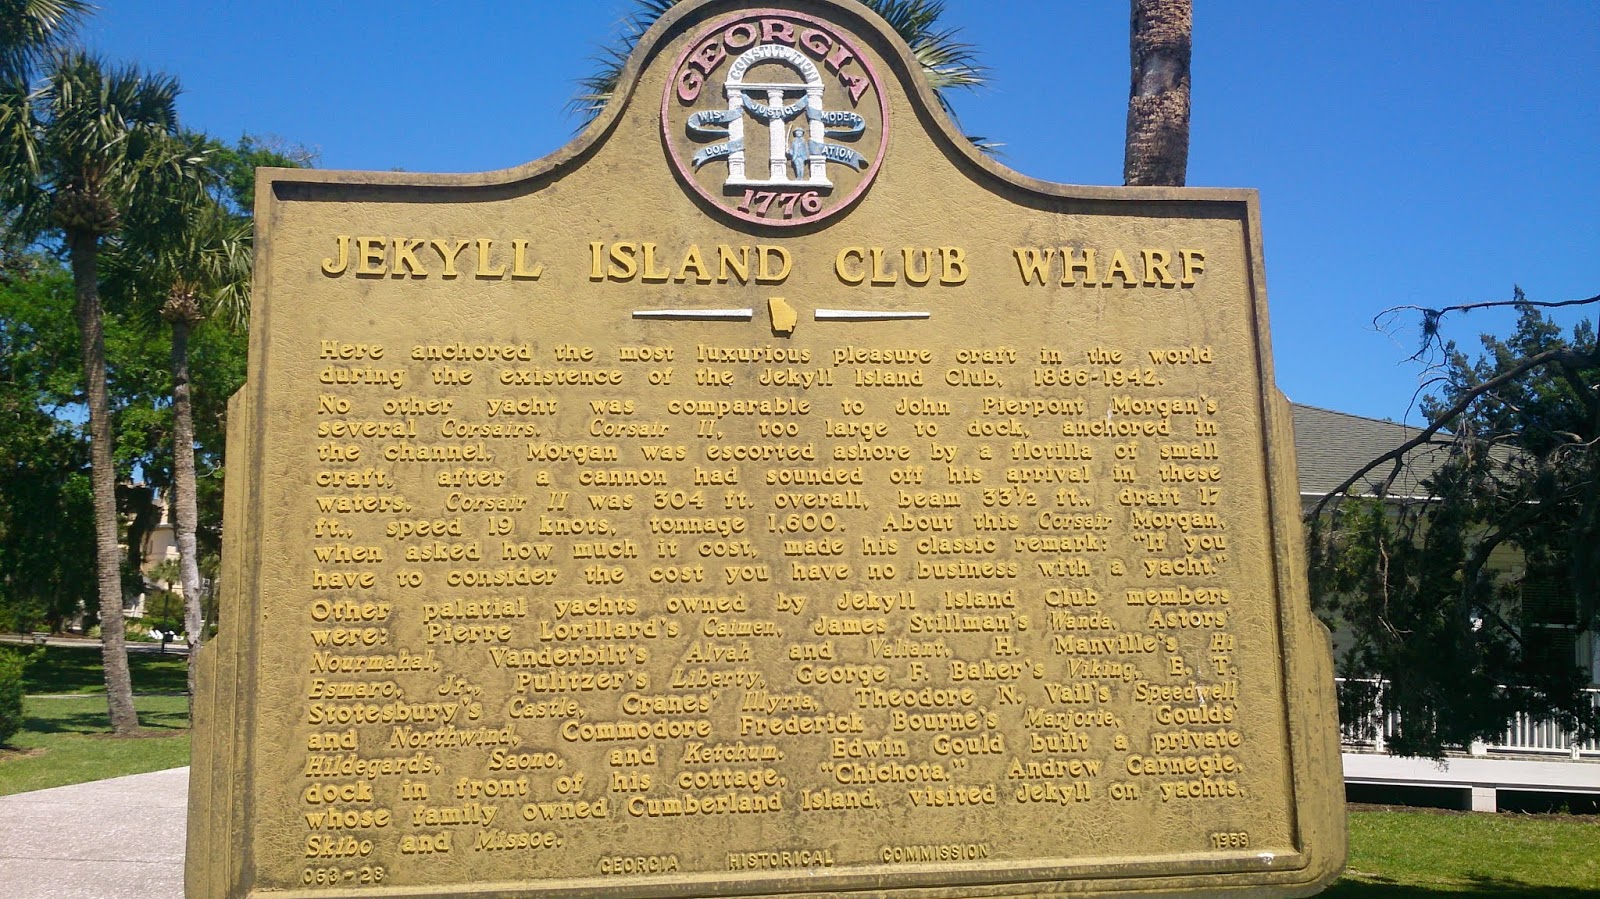 GEORGIA
CONSTITUTION
JUSTICE
WIS-
DOM
MODER-
ATION
1776
JEKYLL ISLAND CLUB WHARF
Here anchored the most luxurious pleasure craft in the world
during the existence of the Jekyll Island Club, 1886-1942.
No other yacht was comparable to John Pierpont Morgan's
several Corsairs. Corsair II, too large to dock, anchored in
the channel. Morgan was escorted ashore by a flotilla of small
craft, after a cannon had sounded off his arrival in these
waters. Corsair II was 304 ft. overall, beam 33½ ft., draft 17
ft., speed 19 knots, tonnage 1,600. About this Corsair Morgan,
when asked how much it cost, made his classic remark: "If you
have to consider the cost you have no business with a yacht."
Other palatial yachts owned by Jekyll Island Club members
were: Pierre Lorillard's Caimen, James Stillman's Wanda, Astors'
Nourmahal, Vanderbilt's Alvah and Valiant, H. Manville's Hi
Esmaro, Jr., Pulitzer's Liberty, George F. Baker's Viking, E. T.
Stotesbury's Castle, Cranes' Illyria, Theodore N. Vail's Speedwell
and Northwind, Commodore Frederick Bourne's Marjorie, Goulds'
Hildegards, Saono, and Ketchum. Edwin Gould built a private
dock in front of his cottage, "Chichota." Andrew Carnegie,
whose family owned Cumberland Island, visited Jekyll on yachts,
Skibo and Missoe.
063-28 GEORGIA HISTORICAL COMMISSION 1958